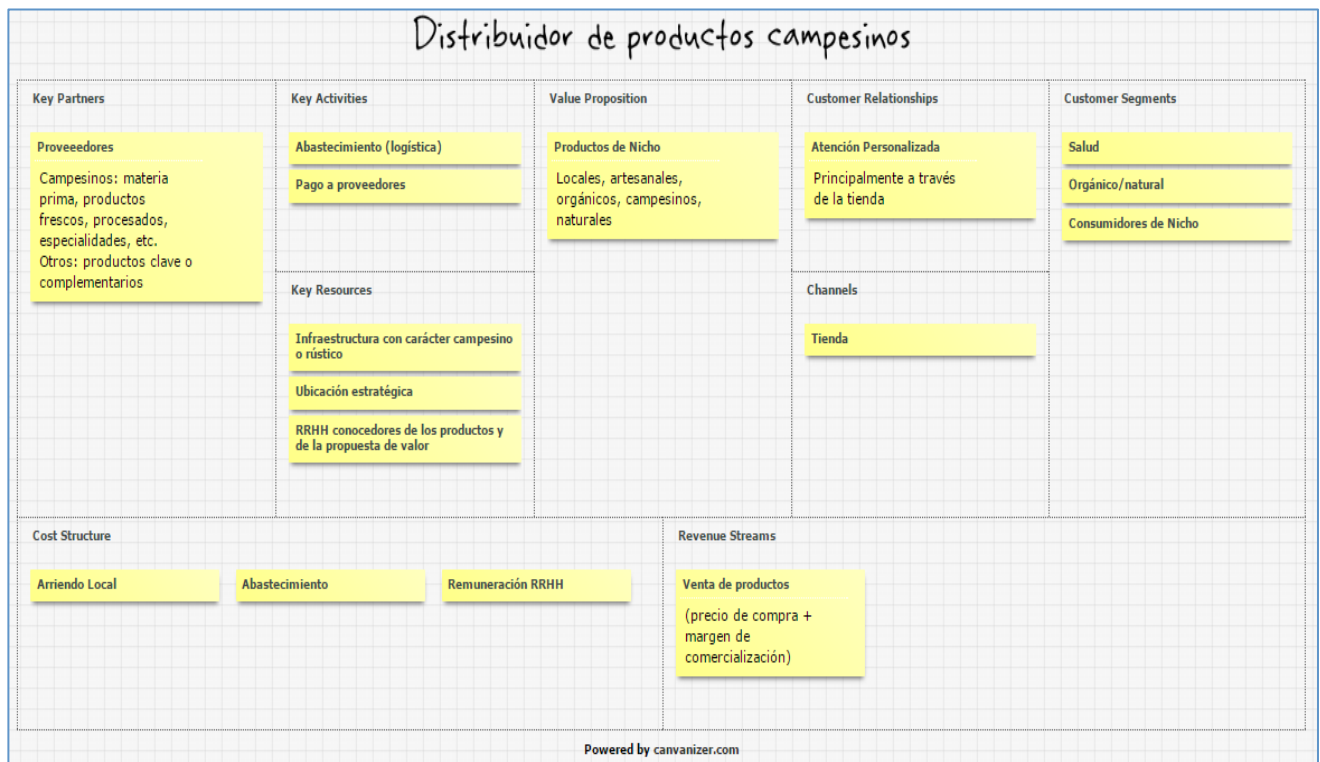 Distribuidor de productos campesinos
Key Partners
Proveeedores
Campesinos: materia
prima, productos
frescos, procesados,
especialidades, etc.
Otros: productos clave o
complementarios
Key Activities
Abastecimiento (logística)
Pago a proveedores
Key Resources
Infraestructura con carácter campesino
o rústico
Ubicación estratégica
RRHH conocedores de los productos y
de la propuesta de valor
Value Proposition
Productos de Nicho
Locales, artesanales,
orgánicos, campesinos,
naturales
Customer Relationships
Atención Personalizada
Principalmente a través
de la tienda
Channels
Tienda
Customer Segments
Salud
Orgánico/natural
Consumidores de Nicho
Cost Structure
Arriendo Local
Abastecimiento
Remuneración RRHH
Revenue Streams
Venta de productos
(precio de compra +
margen de
comercialización)
Powered by canvanizer.com